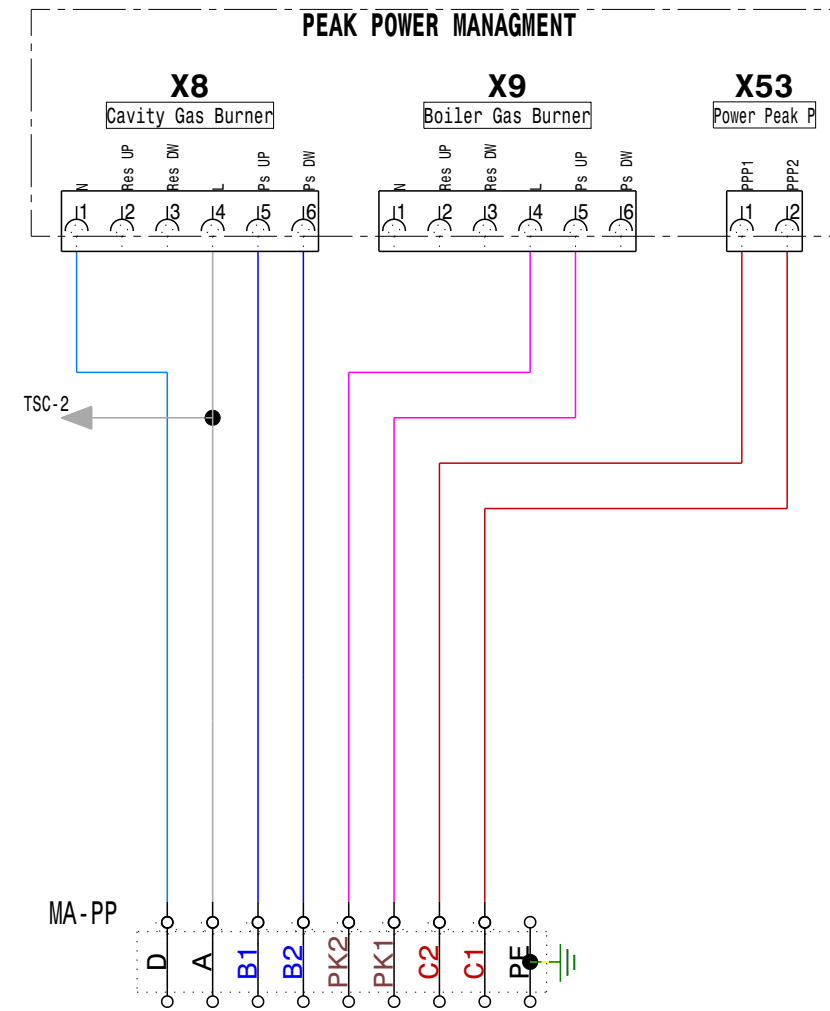 PEAK POWER MANAGMENT
X8 X9 X53
Cavity Gas Burner Boiler Gas Burner Power Peak P
N Res UP Res DW L Ps UP Ps DW N Res UP Res DW L Ps UP Ps DW PPP1 PPP2
1 2 3 4 5 6 1 2 3 4 5 6 1 2
TSC-2
MA-PP
D A B1 B2 PK2 PK1 C2 C1 PE